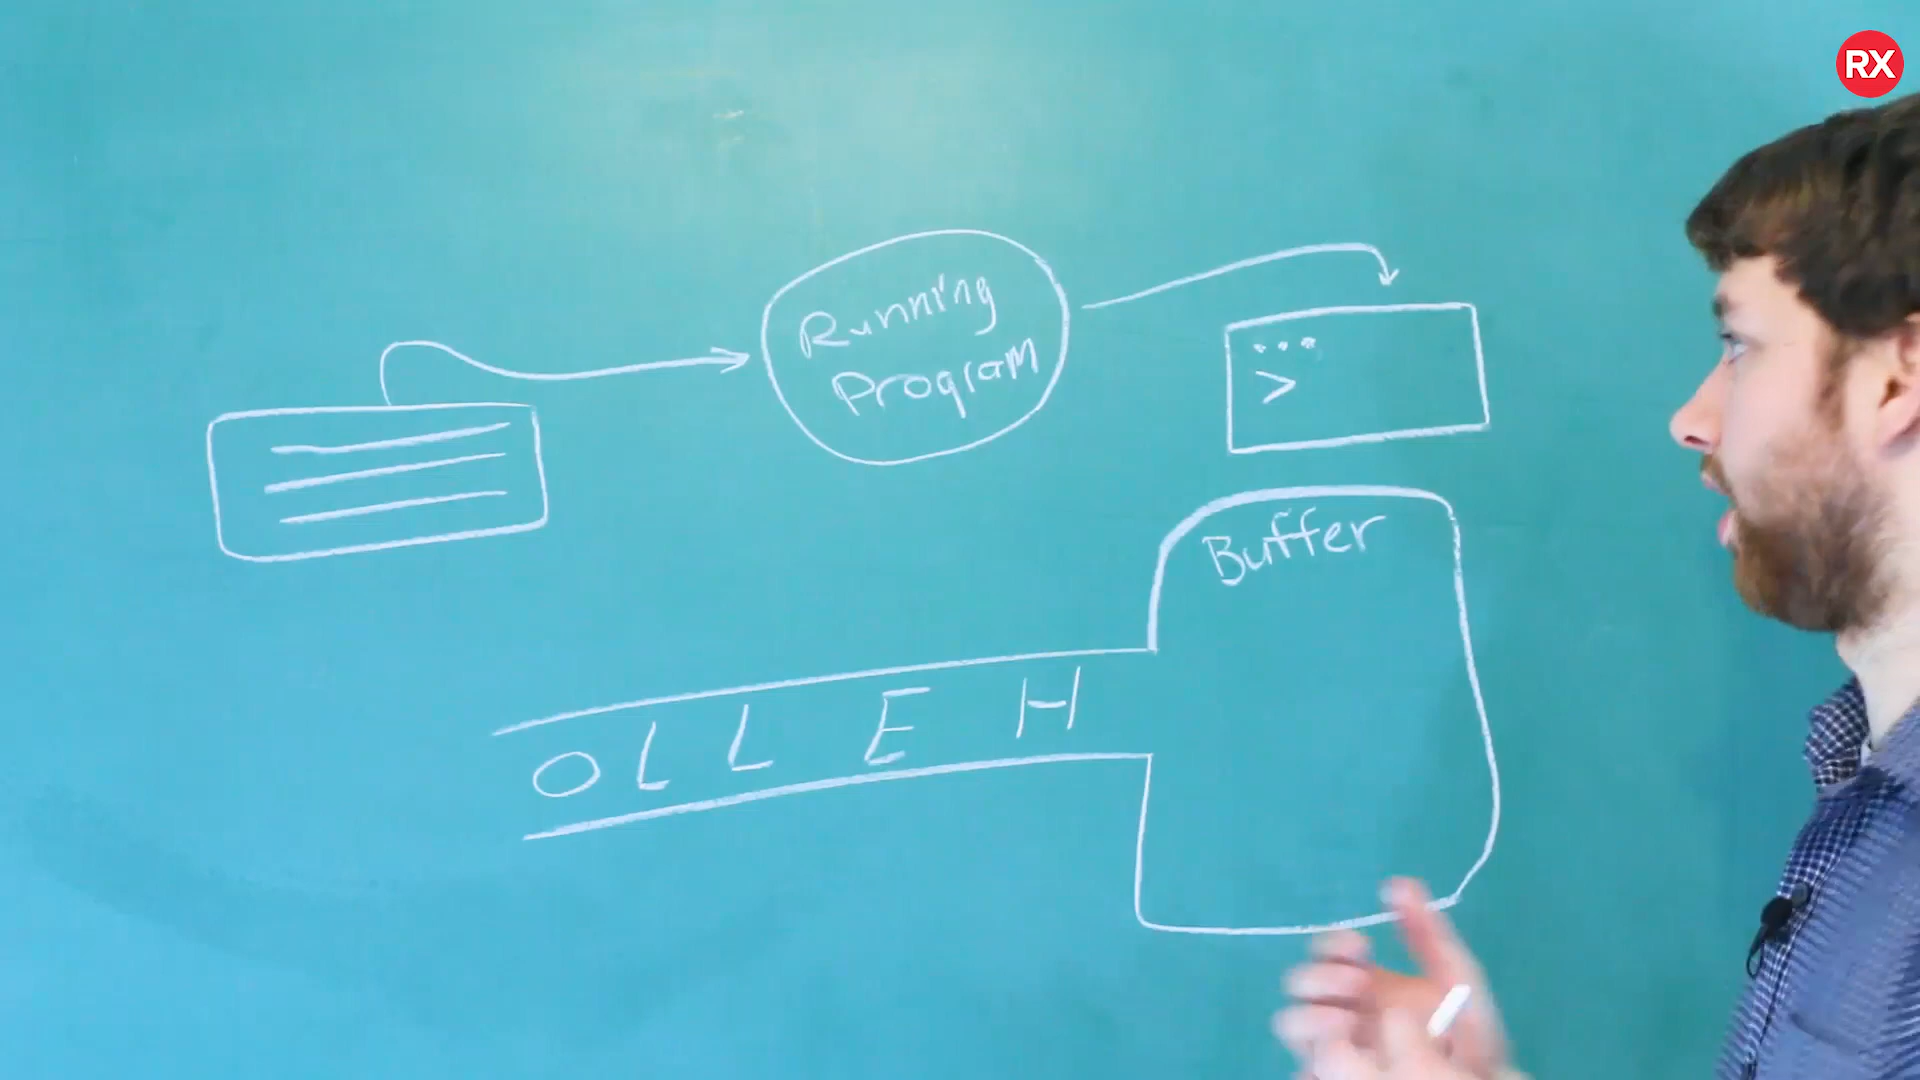 RX
Running
Program
...
>
Buffer
O L L E H